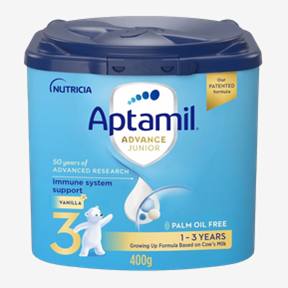 NUTRICIA
Our
PATENTED
formula
Aptamil
ADVANCE
JUNIOR
50 years of
ADVANCED RESEARCH
Immune system
support
VANILLA
3
PALM OIL FREE
1 - 3 YEARS
Growing Up Formula Based on Cow's Milk
400g